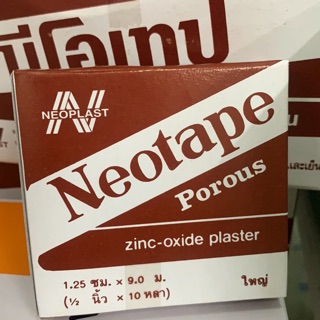 นีโอเทป
NEOPLAST
Neotape
Porous
zinc-oxide plaster
1.25 ซม. × 9.0 ม.
(½ นิ้ว × 10 หลา)
ใหญ่